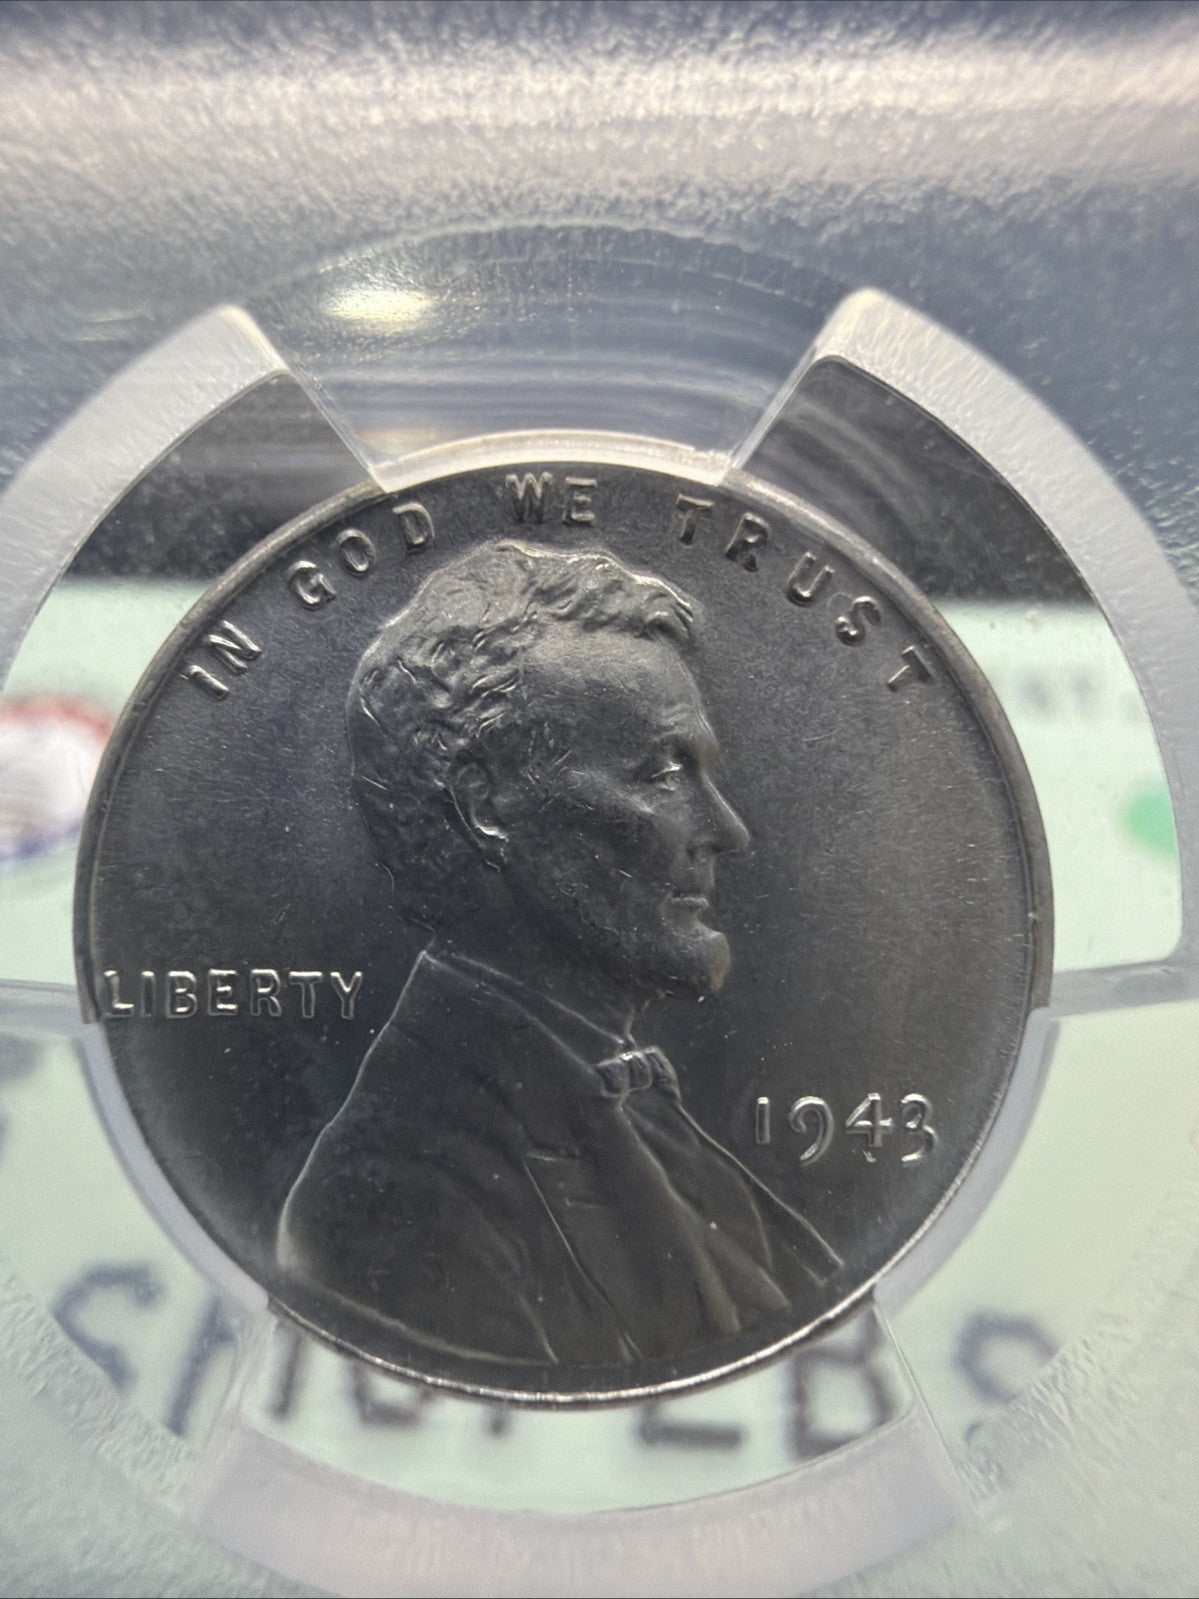 IN GOD WE TRUST
LIBERTY
1943